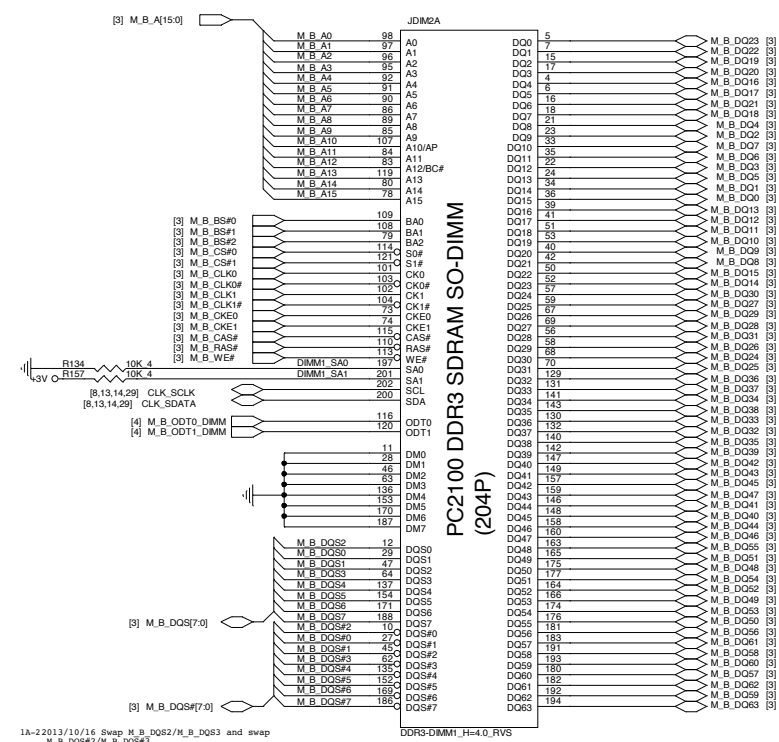 [3] M_B_A[15:0]
JDIM2A
M_B_A0 98 A0
M_B_A1 97 A1
M_B_A2 96 A2
M_B_A3 95 A3
M_B_A4 92 A4
M_B_A5 91 A5
M_B_A6 90 A6
M_B_A7 86 A7
M_B_A8 89 A8
M_B_A9 85 A9
M_B_A10 107 A10/AP
M_B_A11 84 A11
M_B_A12 83 A12/BC#
M_B_A13 119 A13
M_B_A14 80 A14
M_B_A15 78 A15
[3] M_B_BS#0 109 BA0
[3] M_B_BS#1 108 BA1
[3] M_B_BS#2 79 BA2
[3] M_B_CS#0 114 S0#
[3] M_B_CS#1 121 S1#
[3] M_B_CLK0 101 CK0
[3] M_B_CLK0# 103 CK0#
[3] M_B_CLK1 102 CK1
[3] M_B_CLK1# 104 CK1#
[3] M_B_CKE0 73 CKE0
[3] M_B_CKE1 74 CKE1
[3] M_B_CAS# 115 CAS#
[3] M_B_RAS# 110 RAS#
[3] M_B_WE# 113 WE#
R134 10K_4 DIMM1_SA0 197 SA0
+3V R157 10K_4 DIMM1_SA1 201 SA1
[8,13,14,29] CLK_SCLK 202 SCL
[8,13,14,29] CLK_SDATA 200 SDA
[4] M_B_ODT0_DIMM 116 ODT0
[4] M_B_ODT1_DIMM 120 ODT1
11 DM0
28 DM1
46 DM2
63 DM3
136 DM4
153 DM5
170 DM6
187 DM7
M_B_DQS2 12 DQS0
M_B_DQS0 29 DQS1
M_B_DQS1 47 DQS2
M_B_DQS3 64 DQS3
M_B_DQS4 137 DQS4
M_B_DQS5 154 DQS5
M_B_DQS6 171 DQS6
M_B_DQS7 188 DQS7
[3] M_B_DQS[7:0]
M_B_DQS#2 10 DQS#0
M_B_DQS#0 27 DQS#1
M_B_DQS#1 45 DQS#2
M_B_DQS#3 62 DQS#3
M_B_DQS#4 135 DQS#4
M_B_DQS#5 152 DQS#5
M_B_DQS#6 169 DQS#6
M_B_DQS#7 186 DQS#7
[3] M_B_DQS#[7:0]
PC2100 DDR3 SDRAM SO-DIMM
(204P)
DQ0 5 M_B_DQ23 [3]
DQ1 7 M_B_DQ22 [3]
DQ2 15 M_B_DQ19 [3]
DQ3 17 M_B_DQ20 [3]
DQ4 4 M_B_DQ16 [3]
DQ5 6 M_B_DQ17 [3]
DQ6 16 M_B_DQ21 [3]
DQ7 18 M_B_DQ18 [3]
DQ8 21 M_B_DQ4 [3]
DQ9 23 M_B_DQ2 [3]
DQ10 33 M_B_DQ7 [3]
DQ11 35 M_B_DQ6 [3]
DQ12 22 M_B_DQ3 [3]
DQ13 24 M_B_DQ5 [3]
DQ14 34 M_B_DQ1 [3]
DQ15 36 M_B_DQ0 [3]
DQ16 39 M_B_DQ13 [3]
DQ17 41 M_B_DQ12 [3]
DQ18 51 M_B_DQ11 [3]
DQ19 53 M_B_DQ10 [3]
DQ20 40 M_B_DQ9 [3]
DQ21 42 M_B_DQ8 [3]
DQ22 50 M_B_DQ15 [3]
DQ23 52 M_B_DQ14 [3]
DQ24 57 M_B_DQ30 [3]
DQ25 59 M_B_DQ27 [3]
DQ26 67 M_B_DQ29 [3]
DQ27 69 M_B_DQ28 [3]
DQ28 56 M_B_DQ31 [3]
DQ29 58 M_B_DQ26 [3]
DQ30 68 M_B_DQ24 [3]
DQ31 70 M_B_DQ25 [3]
DQ32 129 M_B_DQ36 [3]
DQ33 131 M_B_DQ37 [3]
DQ34 141 M_B_DQ34 [3]
DQ35 143 M_B_DQ38 [3]
DQ36 130 M_B_DQ33 [3]
DQ37 132 M_B_DQ32 [3]
DQ38 140 M_B_DQ35 [3]
DQ39 142 M_B_DQ39 [3]
DQ40 147 M_B_DQ42 [3]
DQ41 149 M_B_DQ43 [3]
DQ42 157 M_B_DQ45 [3]
DQ43 159 M_B_DQ47 [3]
DQ44 146 M_B_DQ41 [3]
DQ45 148 M_B_DQ40 [3]
DQ46 158 M_B_DQ44 [3]
DQ47 160 M_B_DQ46 [3]
DQ48 163 M_B_DQ55 [3]
DQ49 165 M_B_DQ51 [3]
DQ50 175 M_B_DQ48 [3]
DQ51 177 M_B_DQ54 [3]
DQ52 164 M_B_DQ52 [3]
DQ53 166 M_B_DQ49 [3]
DQ54 174 M_B_DQ53 [3]
DQ55 176 M_B_DQ50 [3]
DQ56 181 M_B_DQ56 [3]
DQ57 183 M_B_DQ61 [3]
DQ58 191 M_B_DQ58 [3]
DQ59 193 M_B_DQ60 [3]
DQ60 180 M_B_DQ57 [3]
DQ61 182 M_B_DQ62 [3]
DQ62 192 M_B_DQ59 [3]
DQ63 194 M_B_DQ63 [3]
DDR3-DIMM1_H=4.0_RVS
1A-22013/10/16 Swap M_B_DQS2/M_B_DQS3 and swap
M_B_DQS#2/M_B_DQS#3